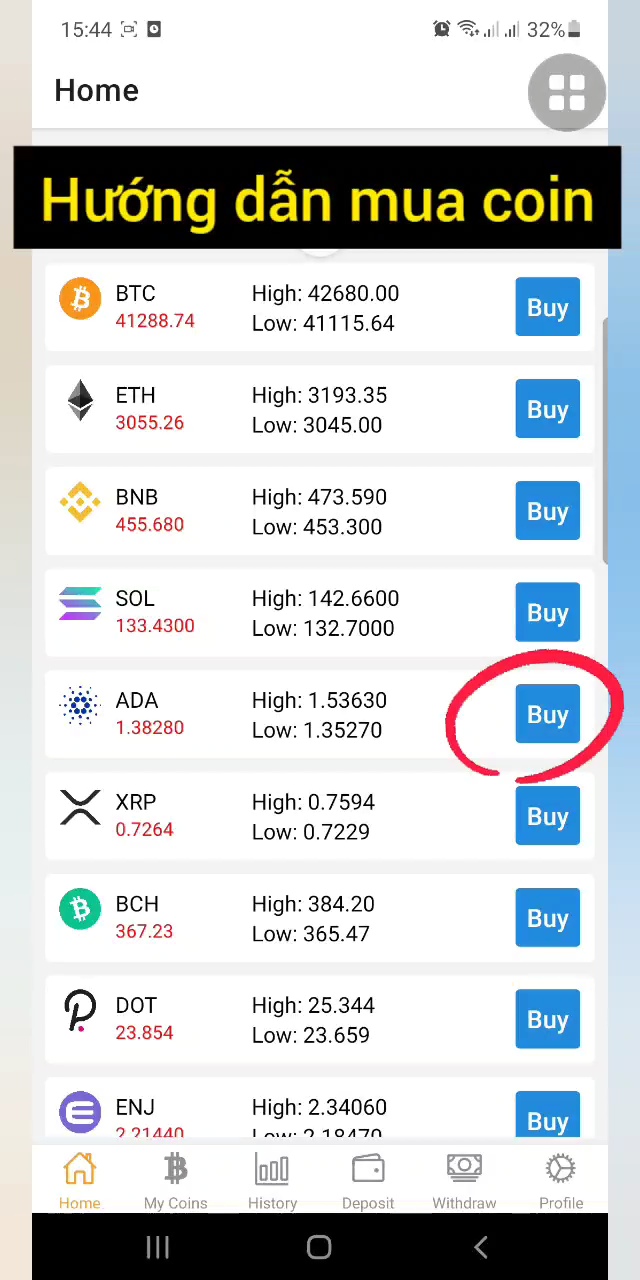 15:44
32%
Home
Hướng dẫn mua coin
BTC
High: 42680.00
41288.74
Low: 41115.64
Buy
ETH
High: 3193.35
3055.26
Low: 3045.00
Buy
BNB
High: 473.590
455.680
Low: 453.300
Buy
SOL
High: 142.6600
133.4300
Low: 132.7000
Buy
ADA
High: 1.53630
1.38280
Low: 1.35270
Buy
XRP
High: 0.7594
0.7264
Low: 0.7229
Buy
BCH
High: 384.20
367.23
Low: 365.47
Buy
DOT
High: 25.344
23.854
Low: 23.659
Buy
ENJ
High: 2.34060
2.21440
Low: 2.18470
Buy
Home My Coins History Deposit Withdraw Profile